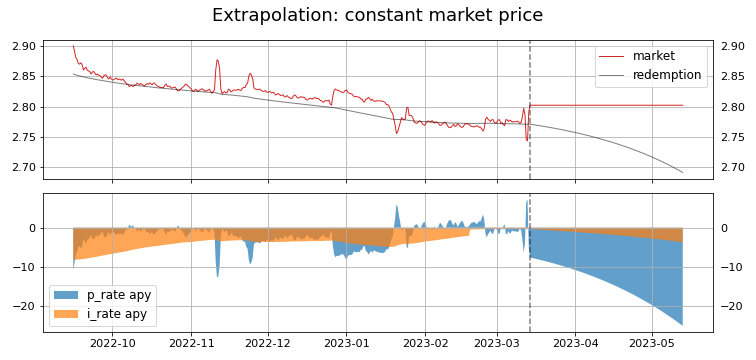 Extrapolation: constant market price
2.90 2.90
market
2.85 redemption 2.85
2.80 2.80
2.75 2.75
2.70 2.70
0 0
−10 −10
p_rate apy
−20 i_rate apy −20
2022-10 2022-11 2022-12 2023-01 2023-02 2023-03 2023-04 2023-05